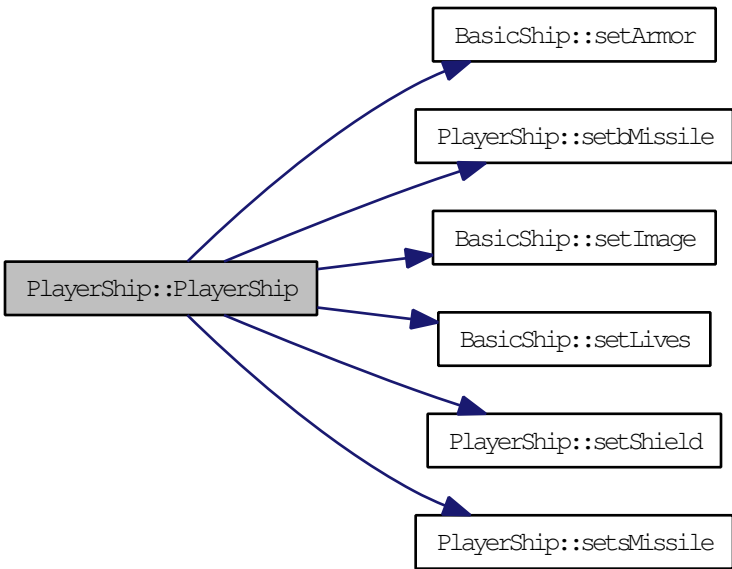 BasicShip::setArmor
PlayerShip::setbMissile
BasicShip::setImage
PlayerShip::PlayerShip
BasicShip::setLives
PlayerShip::setShield
PlayerShip::setsMissile